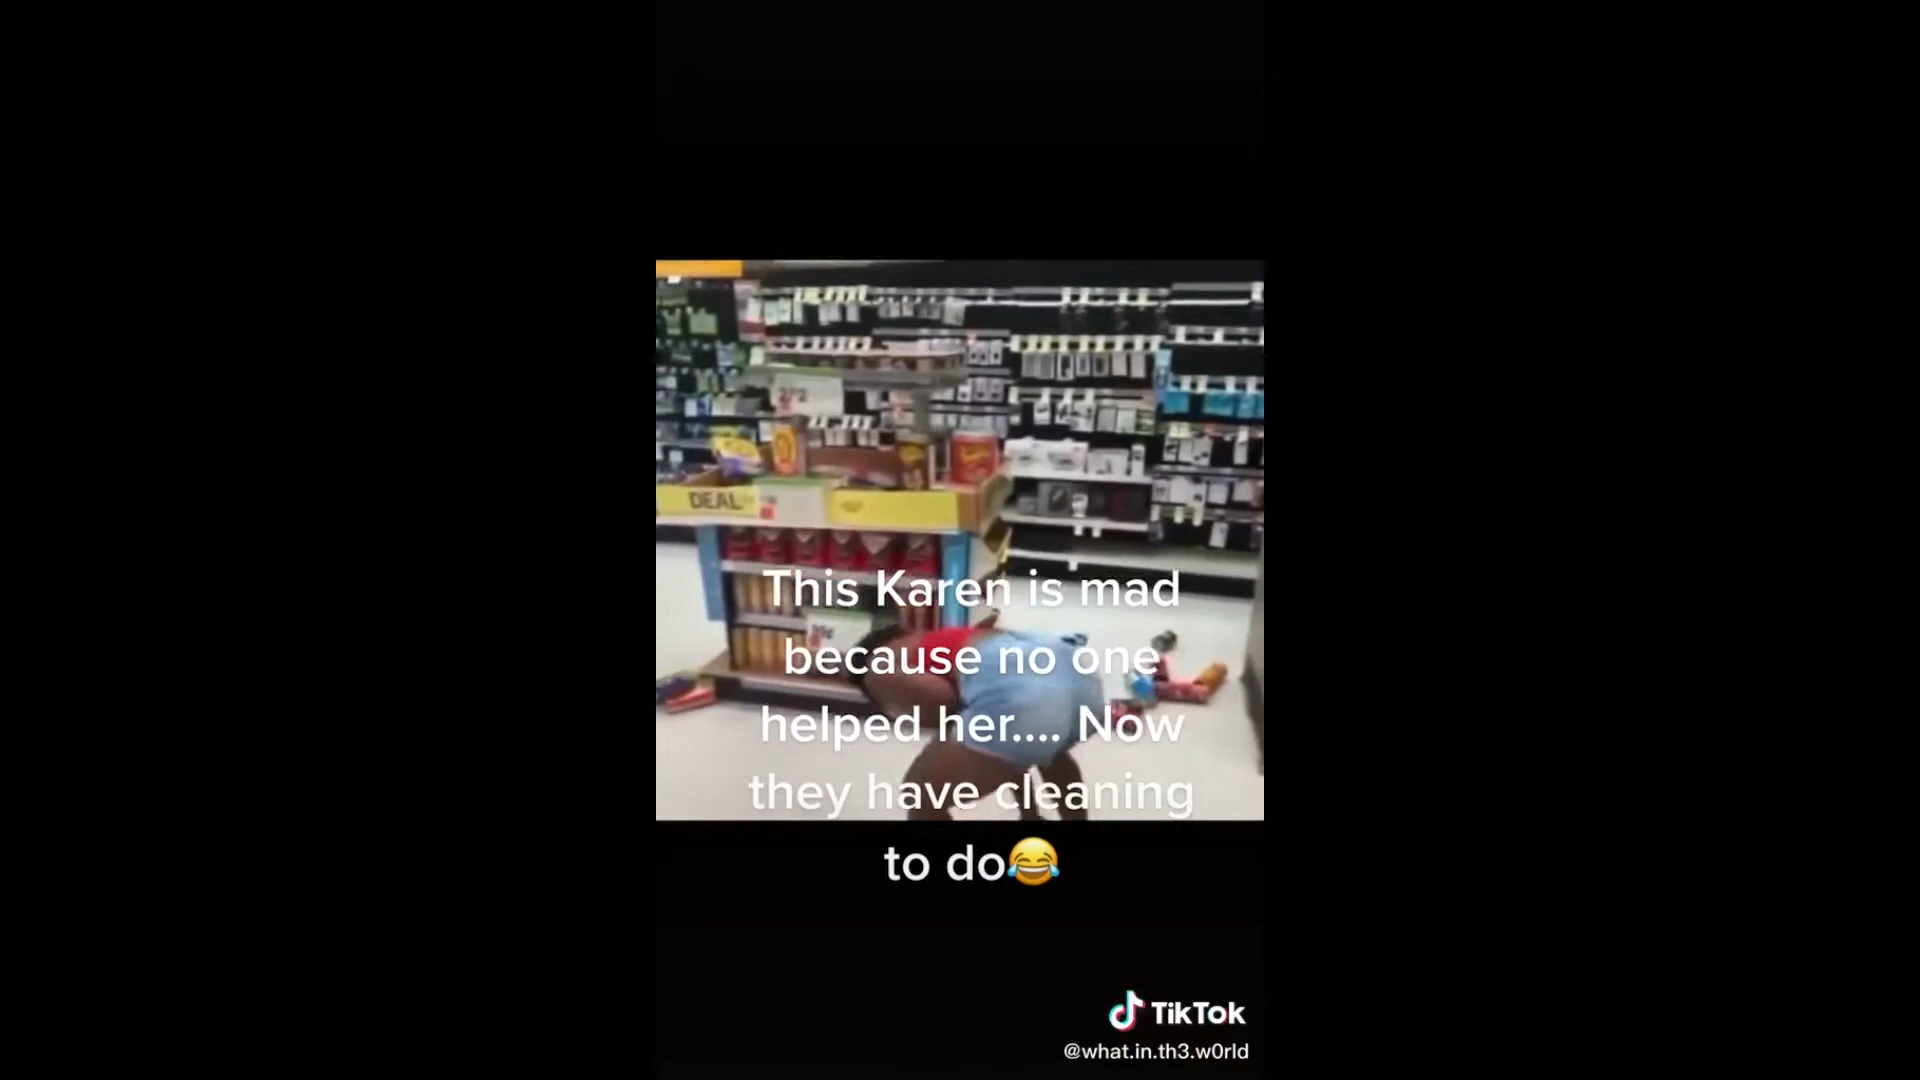 DEAL
This Karen is mad
because no one
helped her.... Now
they have cleaning
to do😂
TikTok
@what.in.th3.w0rld